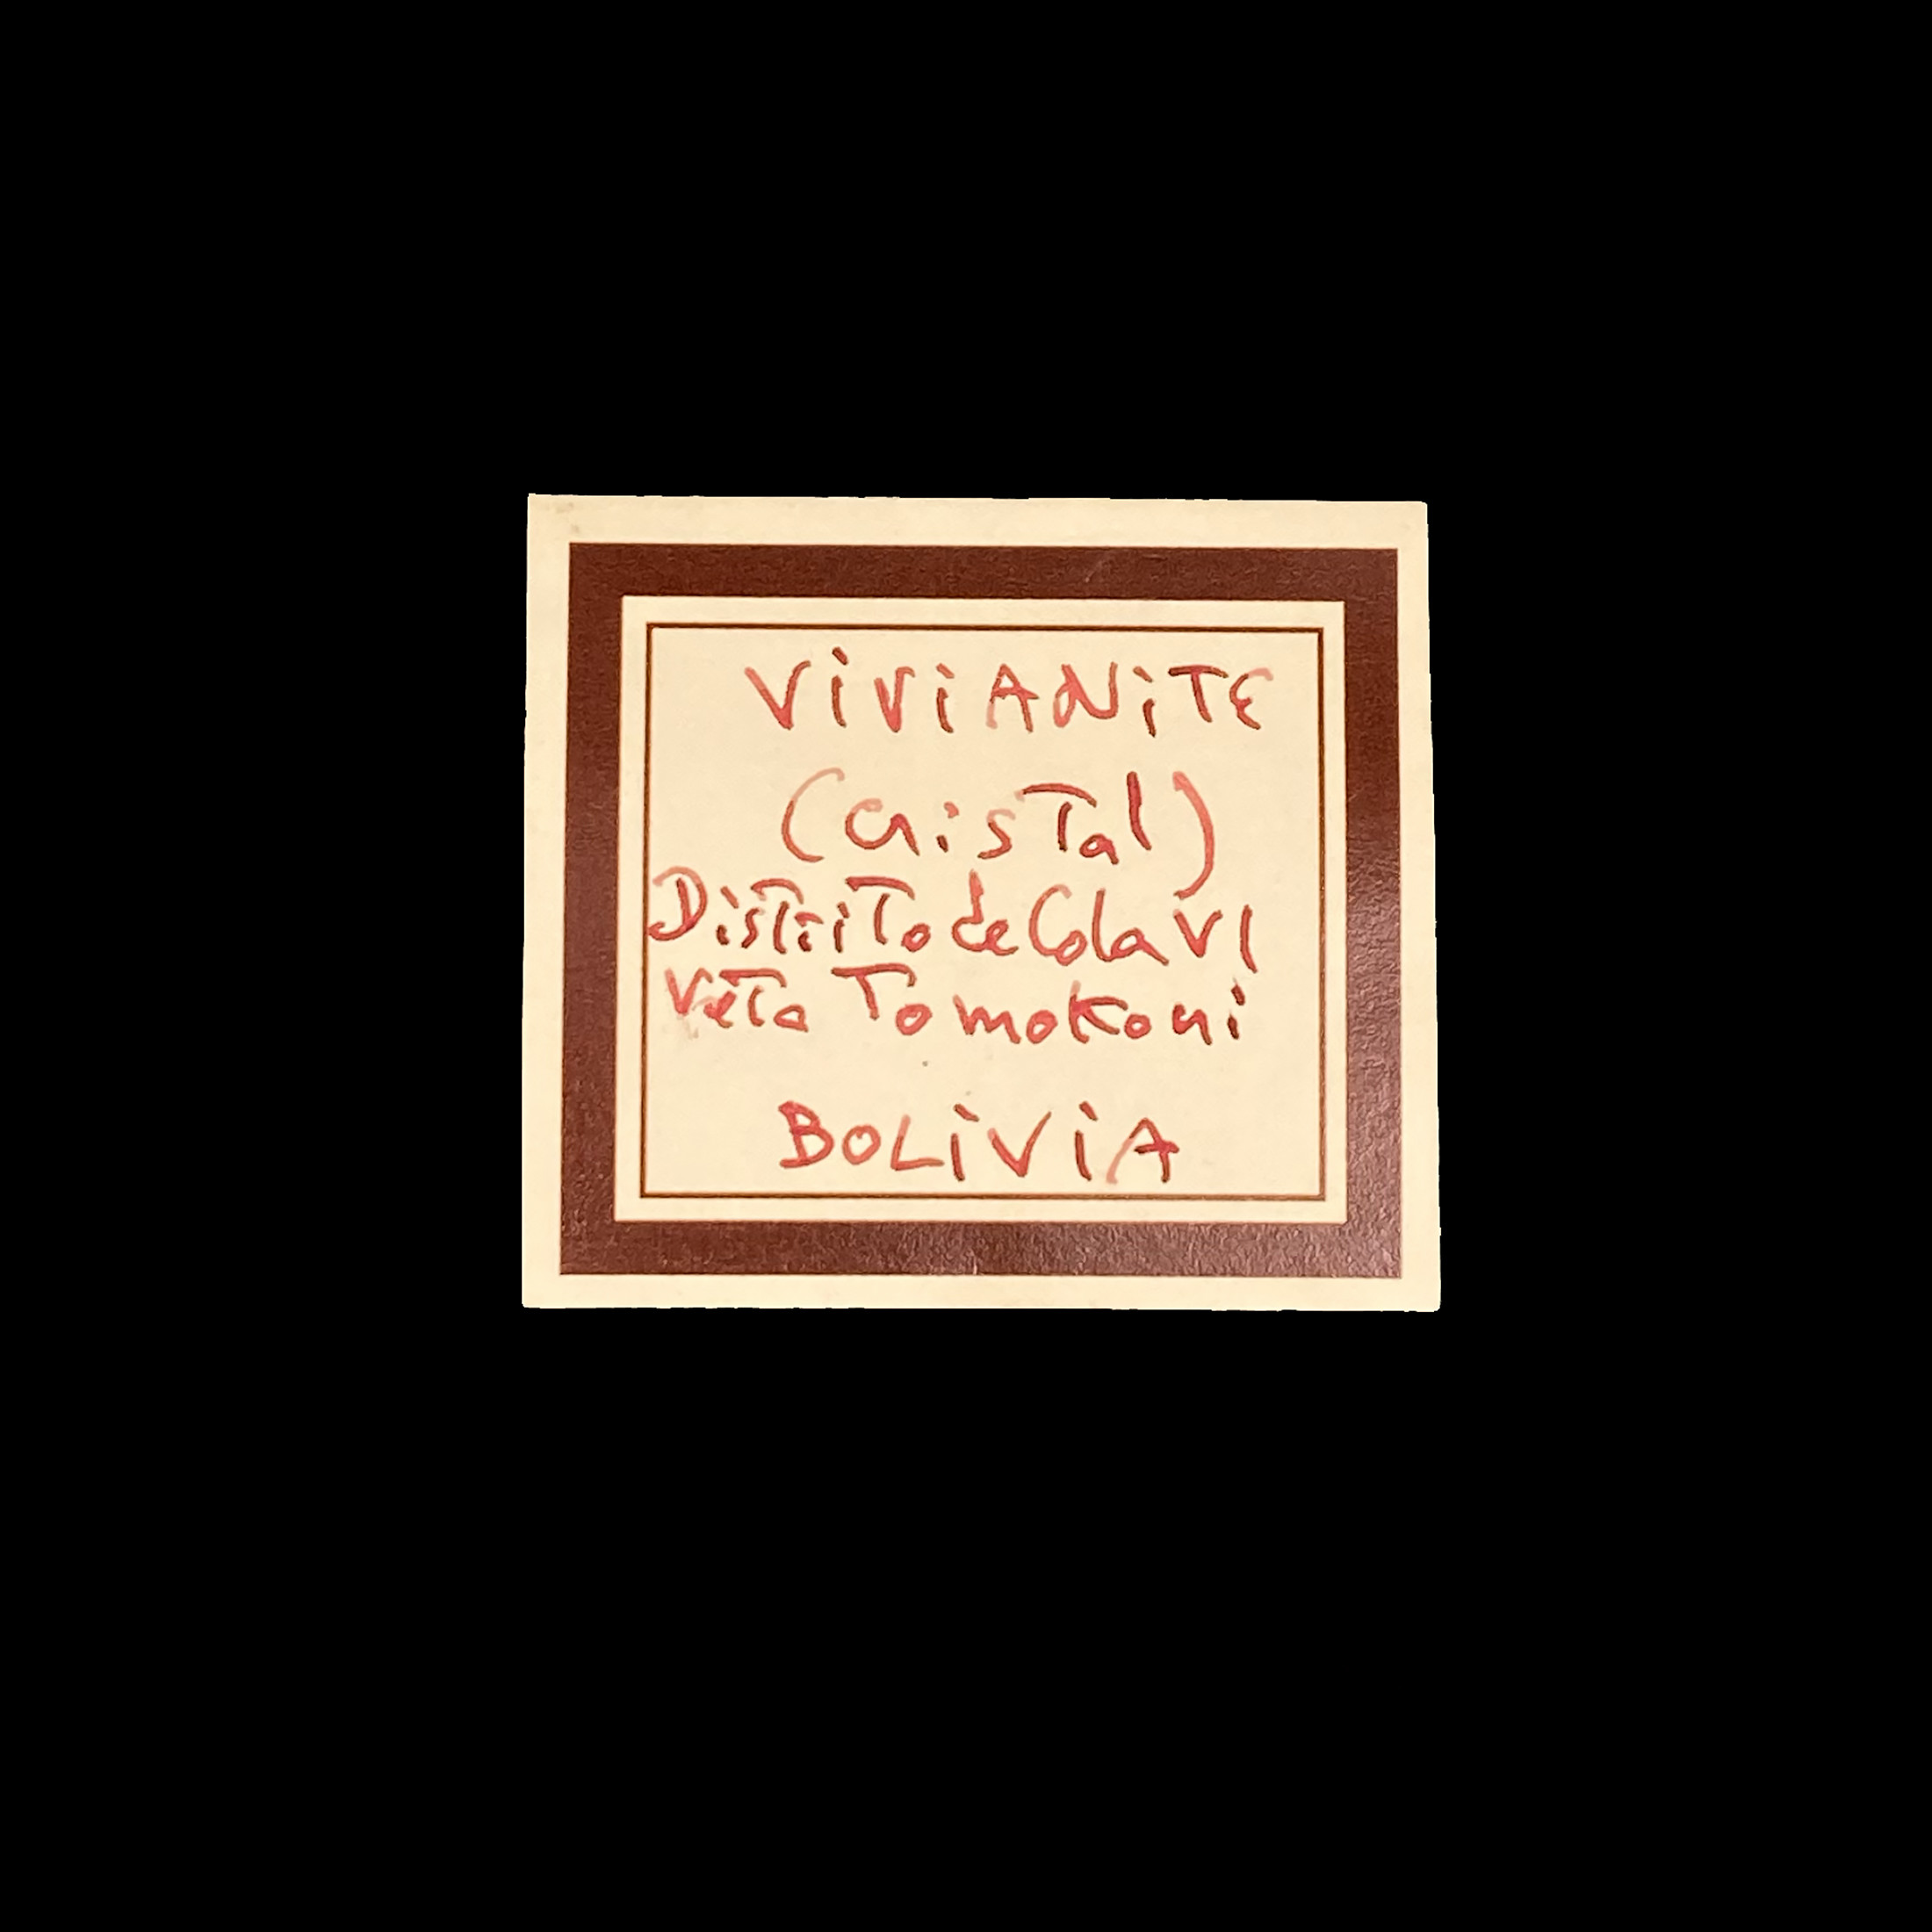 ViViANiTE
(Cristal)
Distrito de Colavi
Veta Tomokoni
BOLiViA